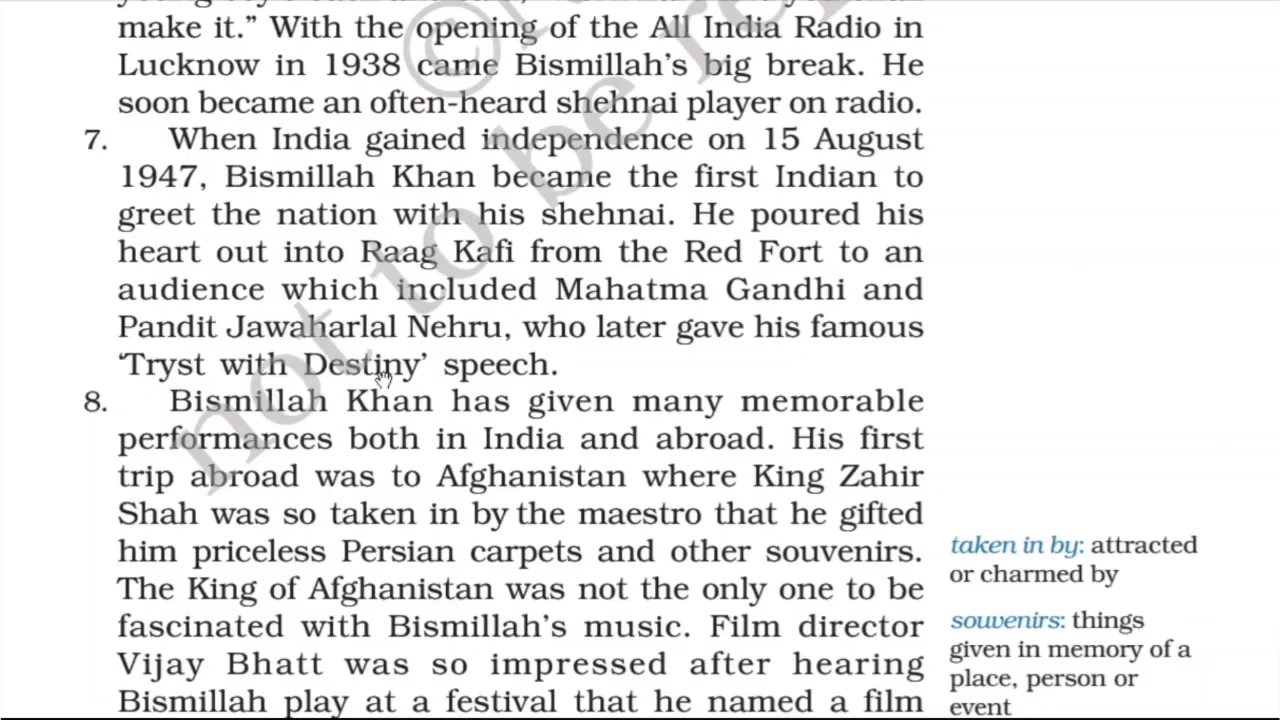 make it.” With the opening of the All India Radio in
Lucknow in 1938 came Bismillah’s big break. He
soon became an often-heard shehnai player on radio.
7. When India gained independence on 15 August
1947, Bismillah Khan became the first Indian to
greet the nation with his shehnai. He poured his
heart out into Raag Kafi from the Red Fort to an
audience which included Mahatma Gandhi and
Pandit Jawaharlal Nehru, who later gave his famous
‘Tryst with Destiny’ speech.
8. Bismillah Khan has given many memorable
performances both in India and abroad. His first
trip abroad was to Afghanistan where King Zahir
Shah was so taken in by the maestro that he gifted
him priceless Persian carpets and other souvenirs.
The King of Afghanistan was not the only one to be
fascinated with Bismillah’s music. Film director
Vijay Bhatt was so impressed after hearing
Bismillah play at a festival that he named a film
taken in by: attracted
or charmed by
souvenirs: things
given in memory of a
place, person or
event
©
not to be re